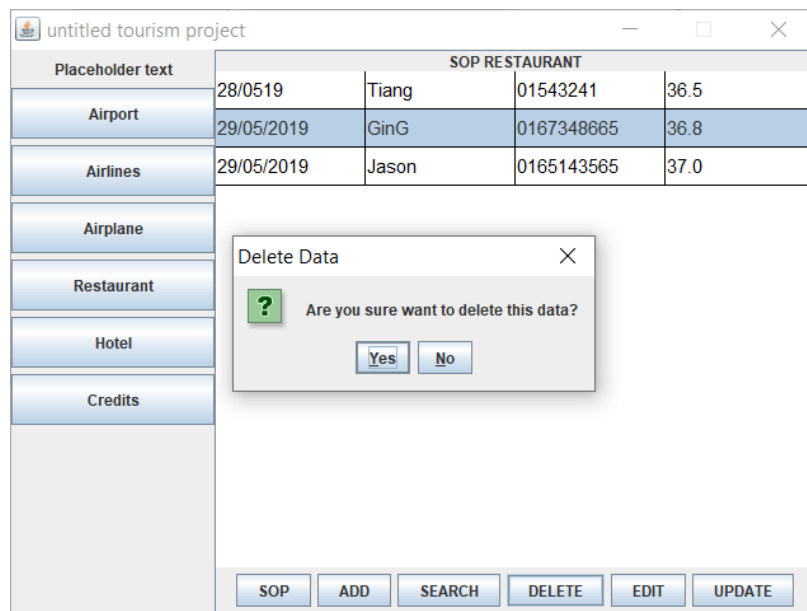 untitled tourism project
Placeholder text
Airport
Airlines
Airplane
Restaurant
Hotel
Credits
SOP RESTAURANT
28/0519 Tiang 01543241 36.5
29/05/2019 GinG 0167348665 36.8
29/05/2019 Jason 0165143565 37.0
Delete Data
? Are you sure want to delete this data?
Yes No
SOP ADD SEARCH DELETE EDIT UPDATE